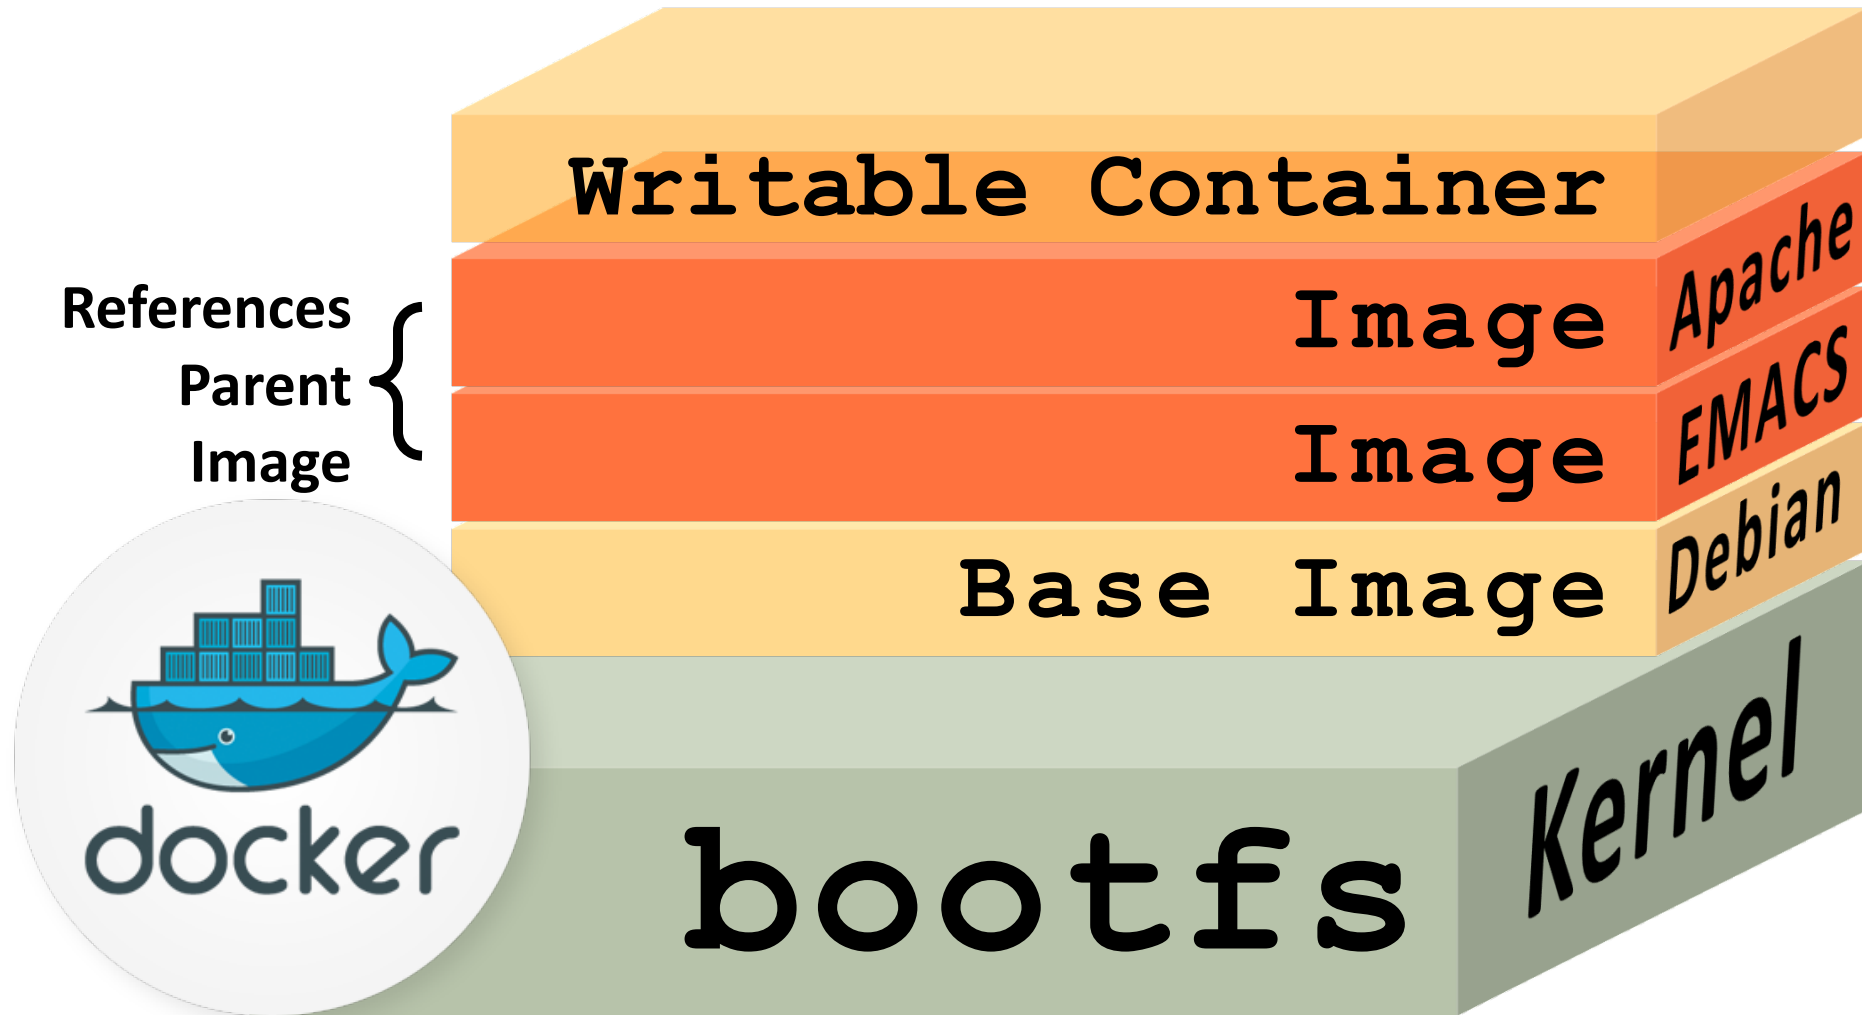 Writable Container
References
Parent
Image
Image
Apache
Image
EMACS
Base Image
Debian
bootfs
Kernel
docker